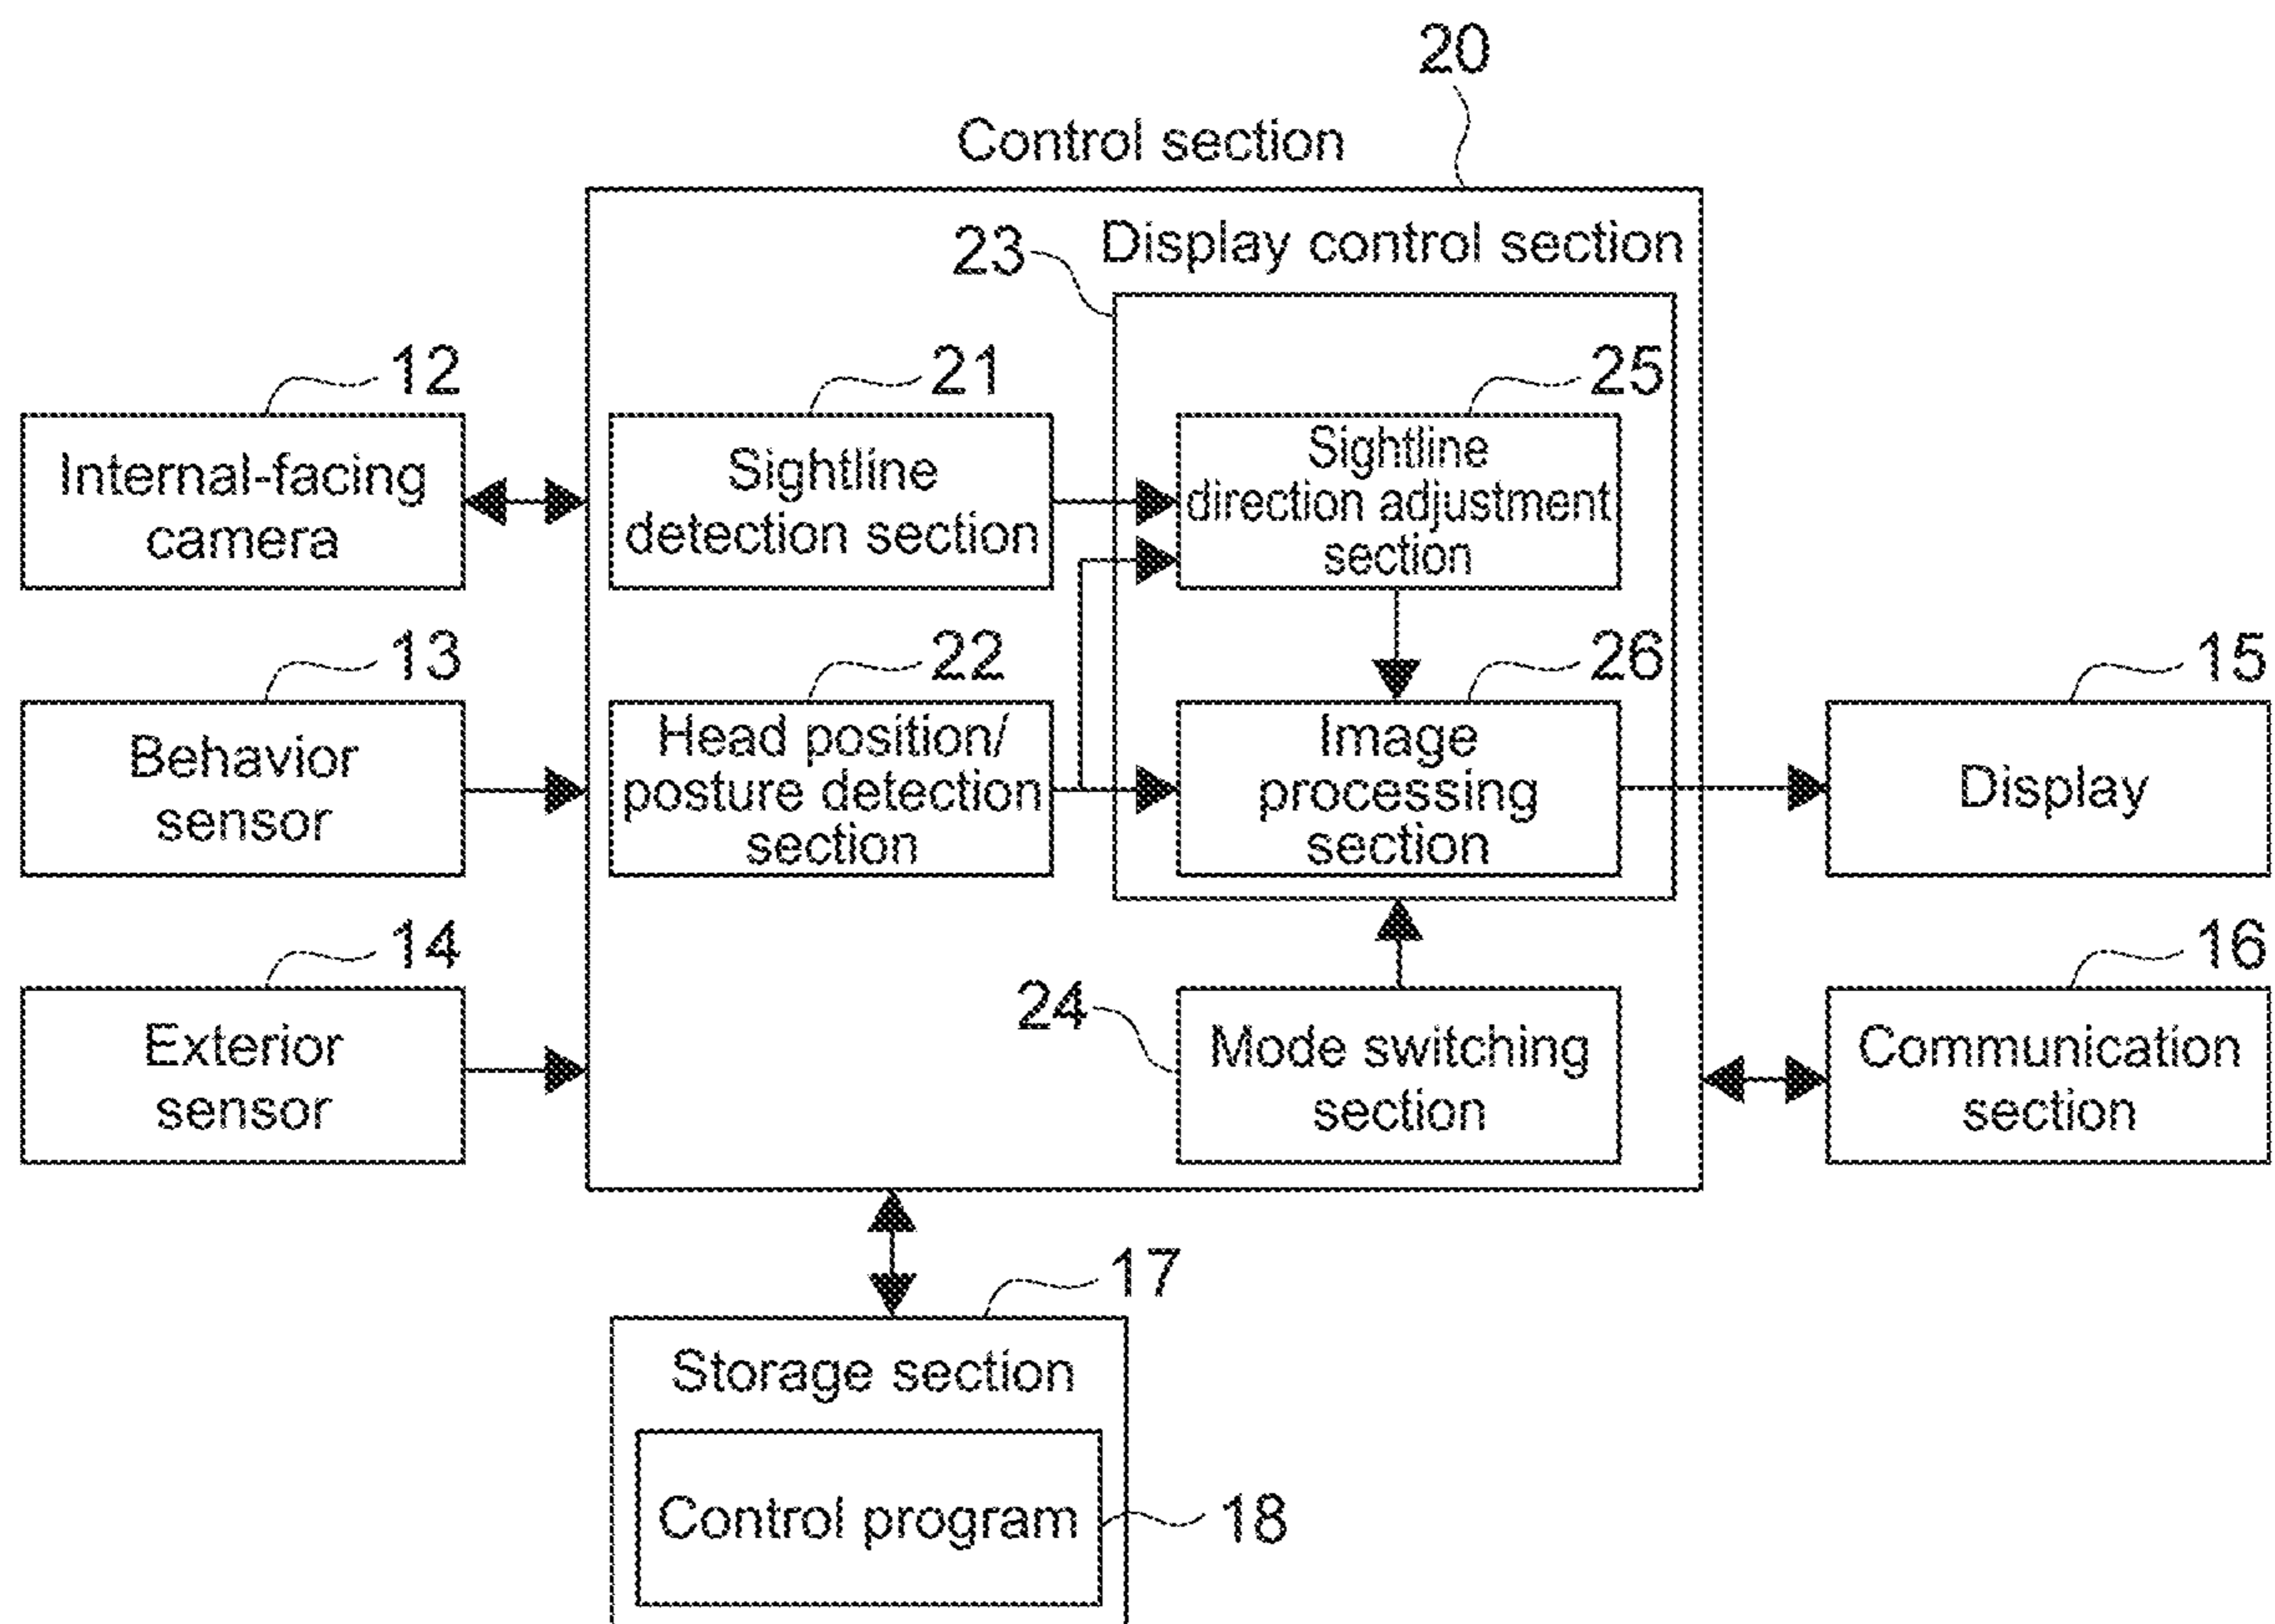 20
Control section
23
Display control section
12
21
25
Internal-facing
camera
Sightline
detection section
Sightline
direction adjustment
section
13
22
26
15
Behavior
sensor
Head position/
posture detection
section
Image
processing
section
Display
14
24
16
Exterior
sensor
Mode switching
section
Communication
section
17
Storage section
Control program
18